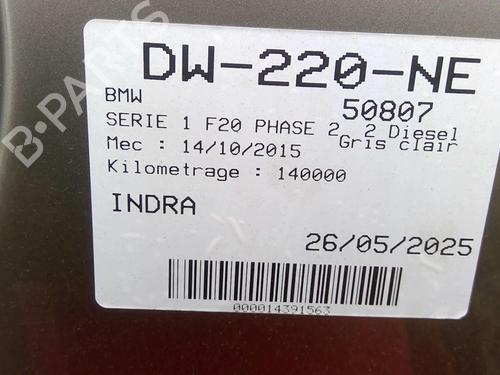 DW-220-NE
BMW
50807
SERIE 1 F20 PHASE 2 2 Diesel
Gris clair
Mec : 14/10/2015
Kilometrage : 140000
INDRA
26/05/2025
000014391563
B-PARTS